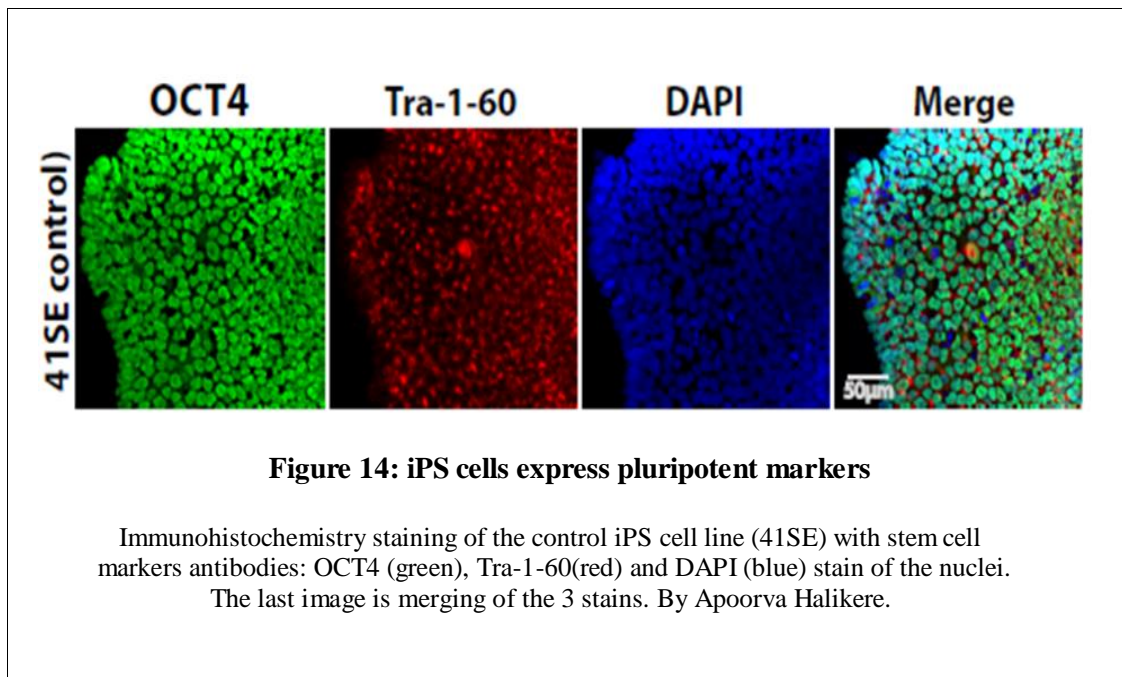 OCT4 Tra-1-60 DAPI Merge
41SE control)
50µm
Figure 14: iPS cells express pluripotent markers
Immunohistochemistry staining of the control iPS cell line (41SE) with stem cell
markers antibodies: OCT4 (green), Tra-1-60(red) and DAPI (blue) stain of the nuclei.
The last image is merging of the 3 stains. By Apoorva Halikere.